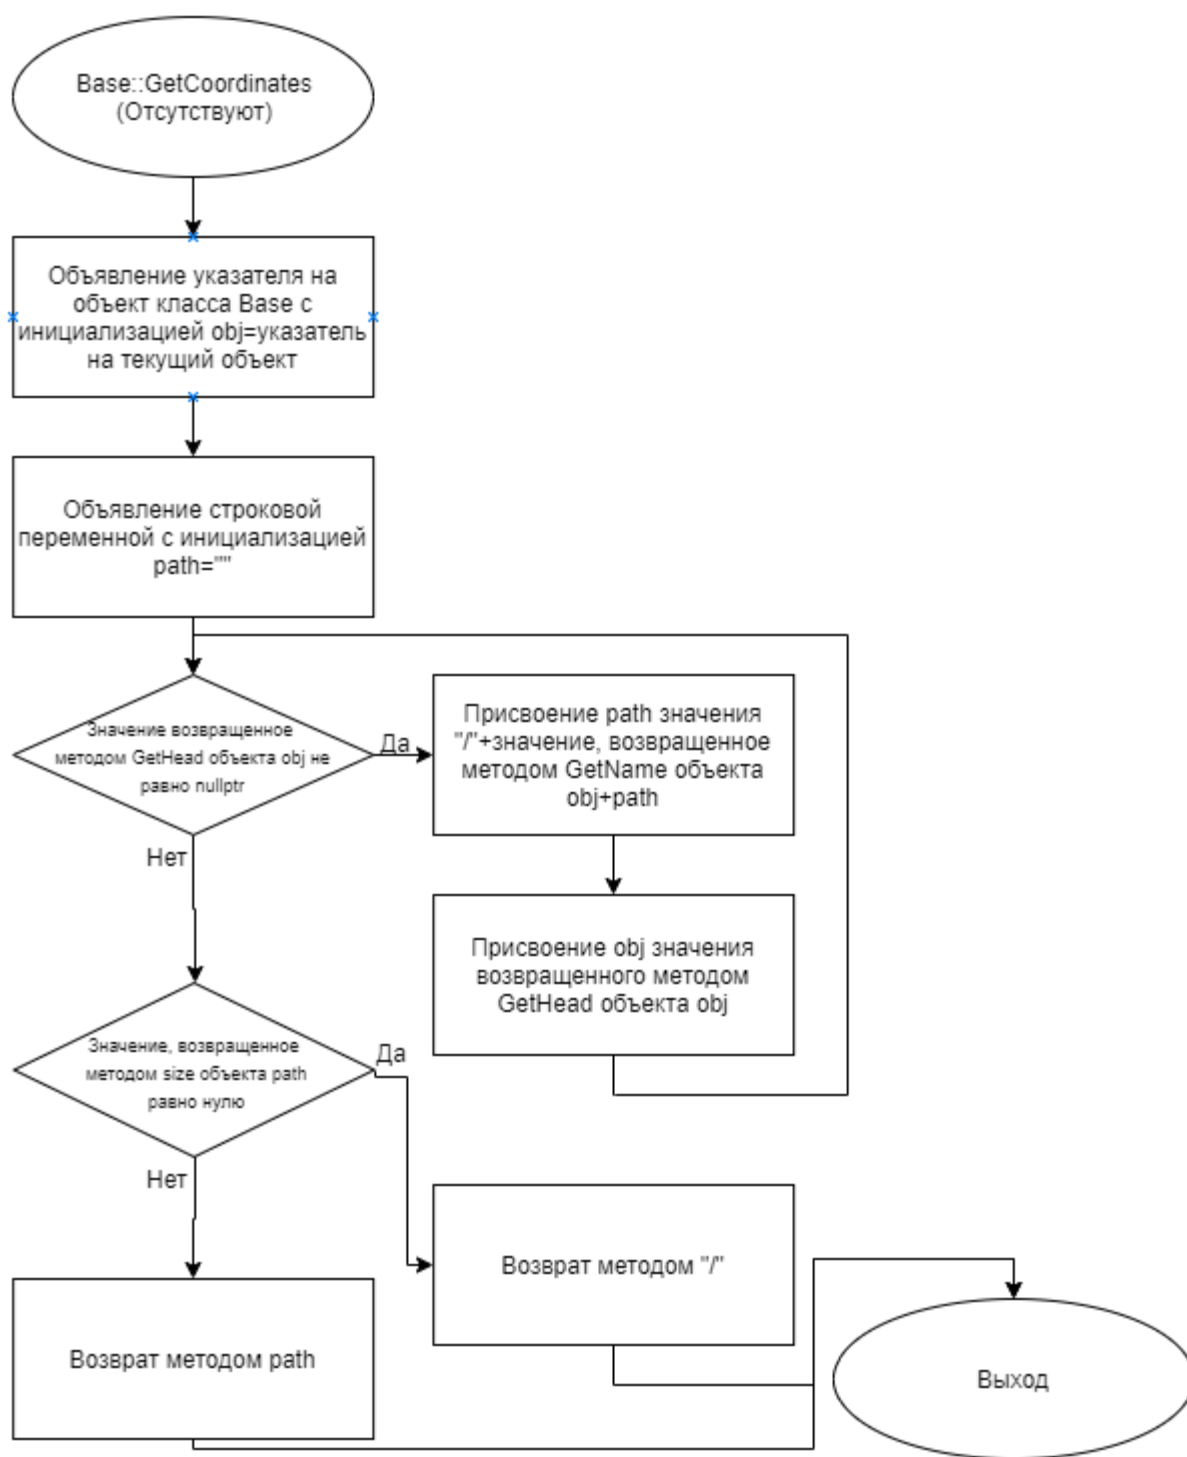 Base::GetCoordinates
(Отсутствуют)
Объявление указателя на
объект класса Base с
инициализацией obj=указатель
на текущий объект
Объявление строковой
переменной с инициализацией
path=""
Значение возвращенное
методом GetHead объекта obj не
равно nullptr
Да
Присвоение path значения
"/"+значение, возвращенное
методом GetName объекта
obj+path
Нет
Присвоение obj значения
возвращенного методом
GetHead объекта obj
Значение, возвращенное
методом size объекта path
равно нулю
Да
Нет
Возврат методом "/"
Возврат методом path
Выход